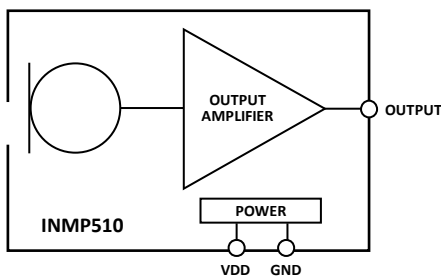 OUTPUT
AMPLIFIER
OUTPUT
INMP510
POWER
VDD GND